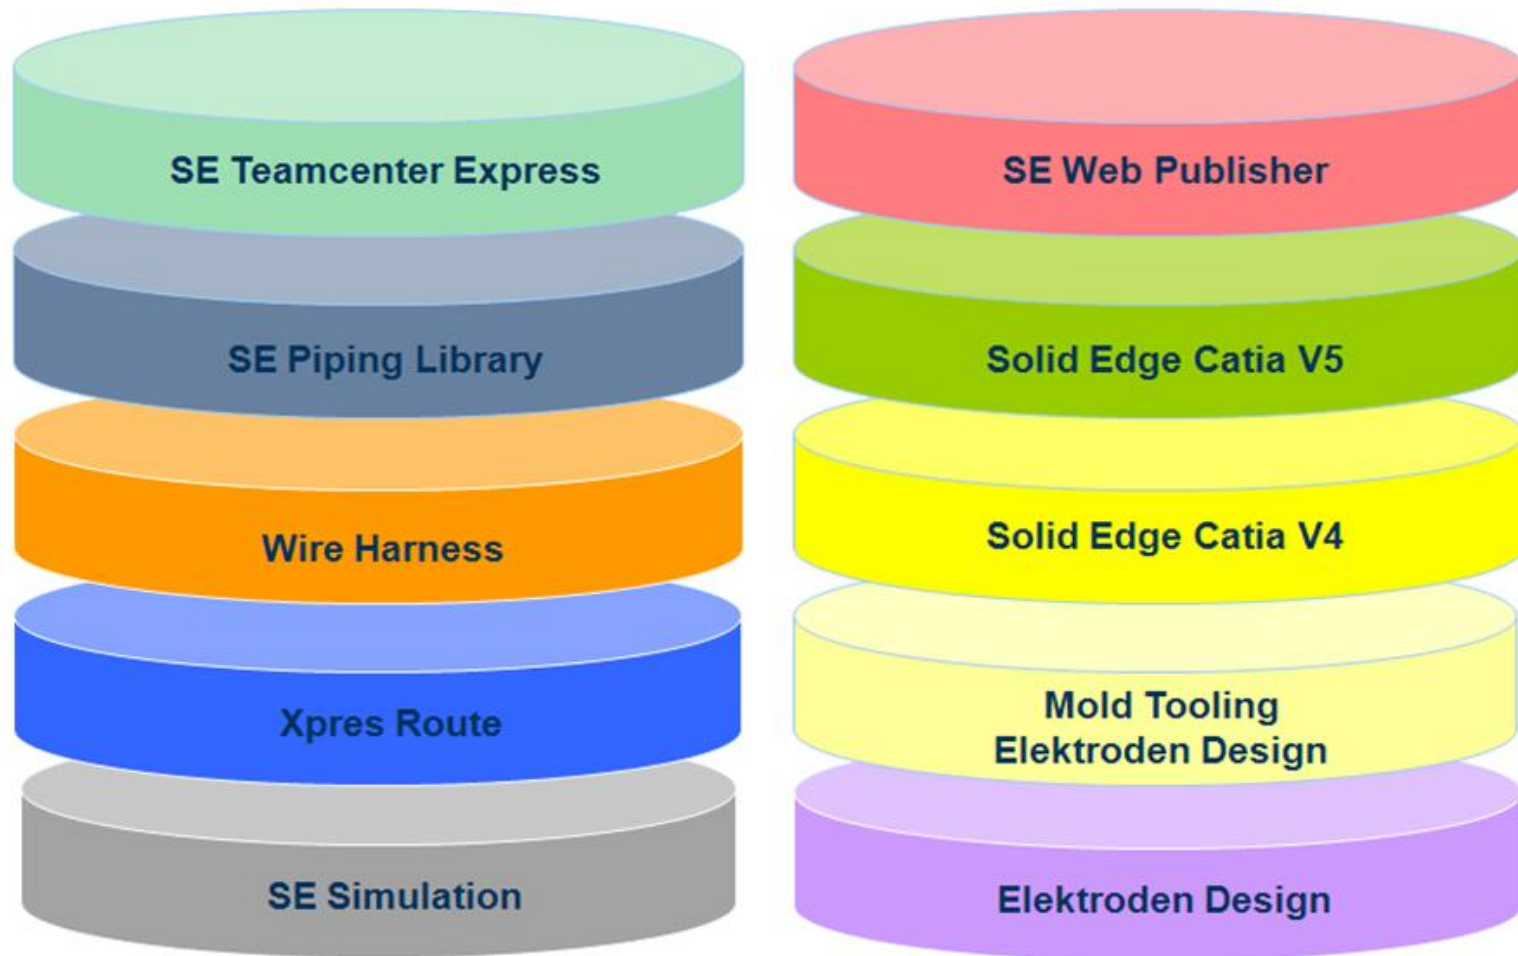 SE Teamcenter Express
SE Piping Library
Wire Harness
Xpres Route
SE Simulation
SE Web Publisher
Solid Edge Catia V5
Solid Edge Catia V4
Mold Tooling
Elektroden Design
Elektroden Design